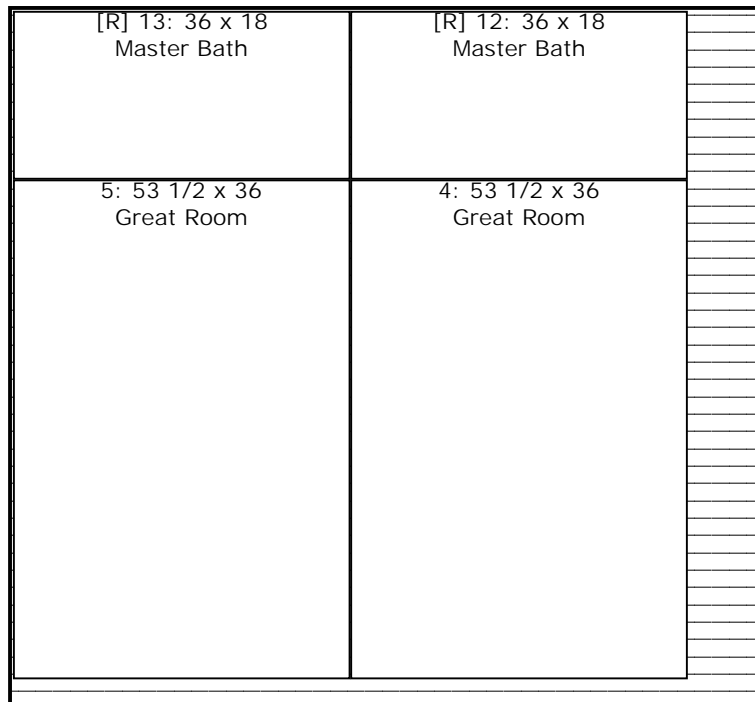 [R] 13: 36 x 18
Master Bath
[R] 12: 36 x 18
Master Bath
5: 53 1/2 x 36
Great Room
4: 53 1/2 x 36
Great Room